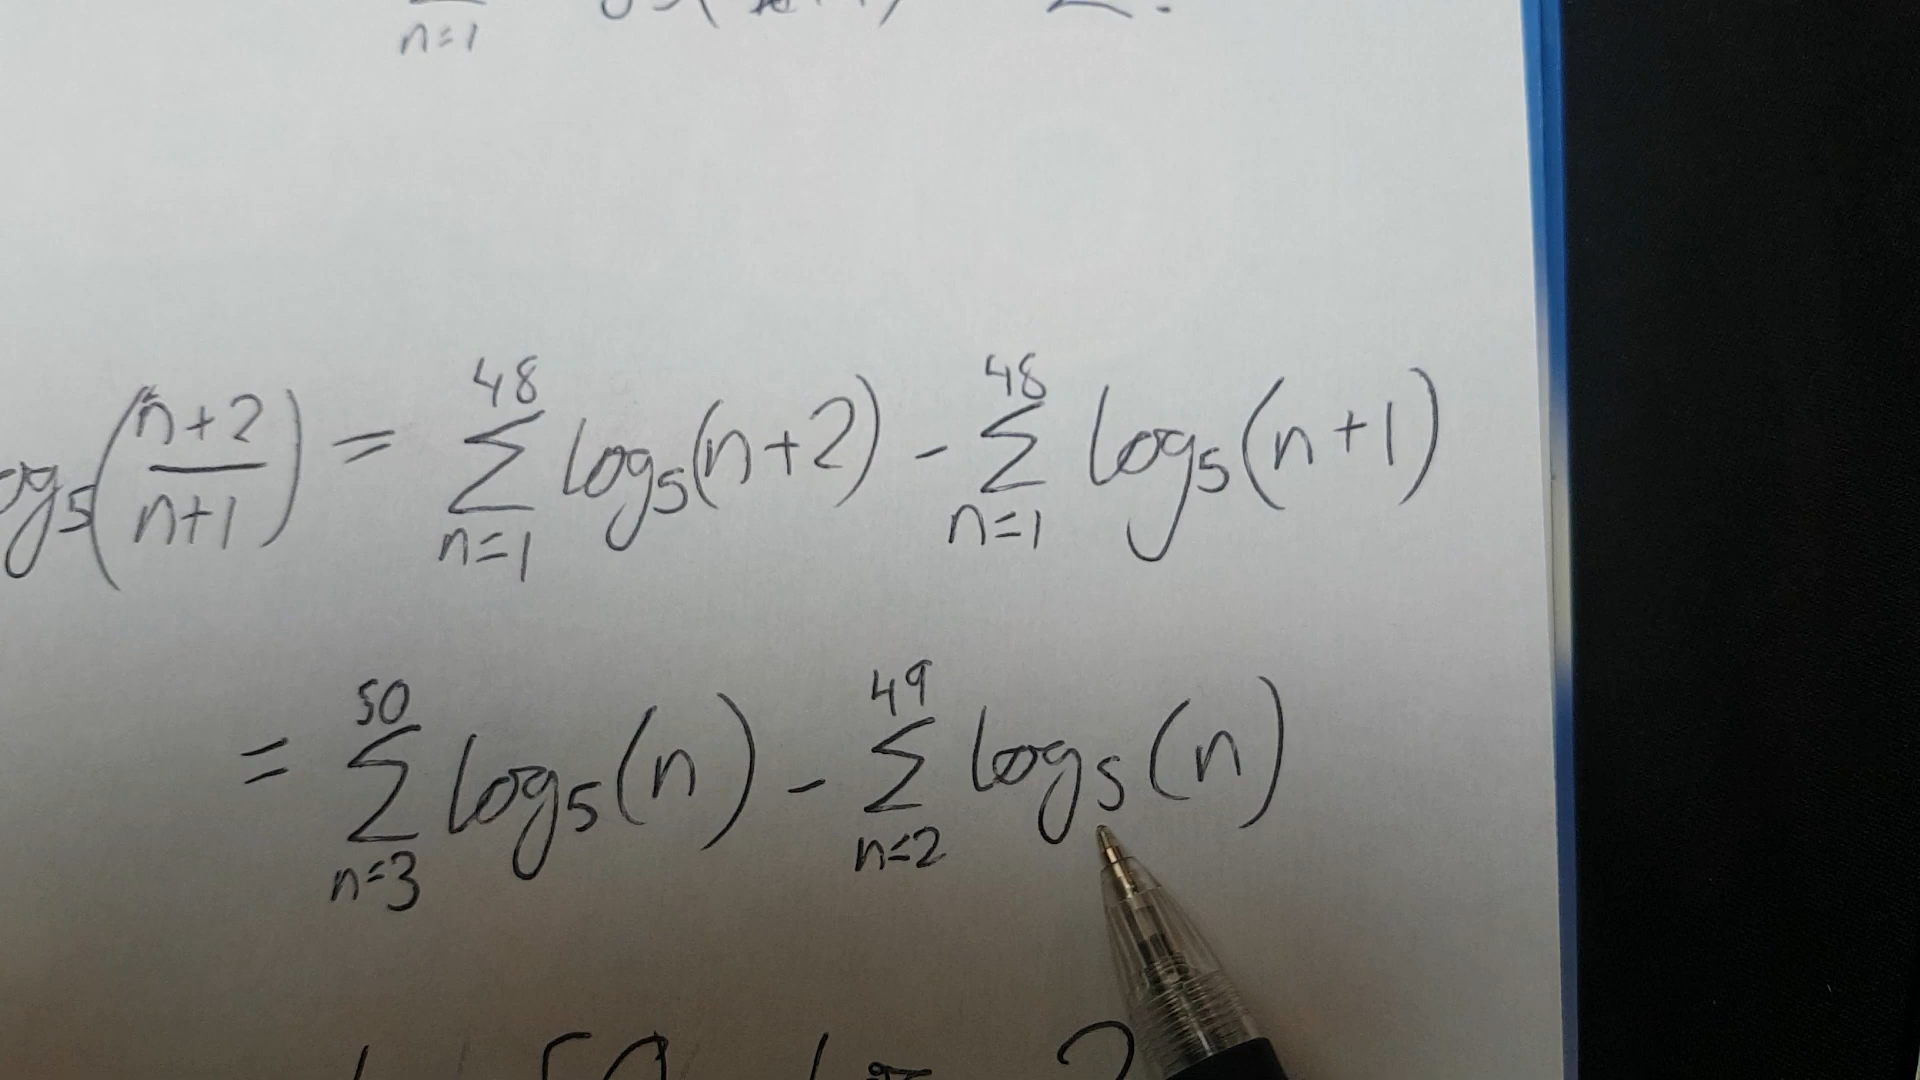 n=1
og₅((n+2)/(n+1)) = ∑_{n=1}^{48} log₅(n+2) - ∑_{n=1}^{48} log₅(n+1)
= ∑_{n=3}^{50} log₅(n) - ∑_{n=2}^{49} log₅(n)